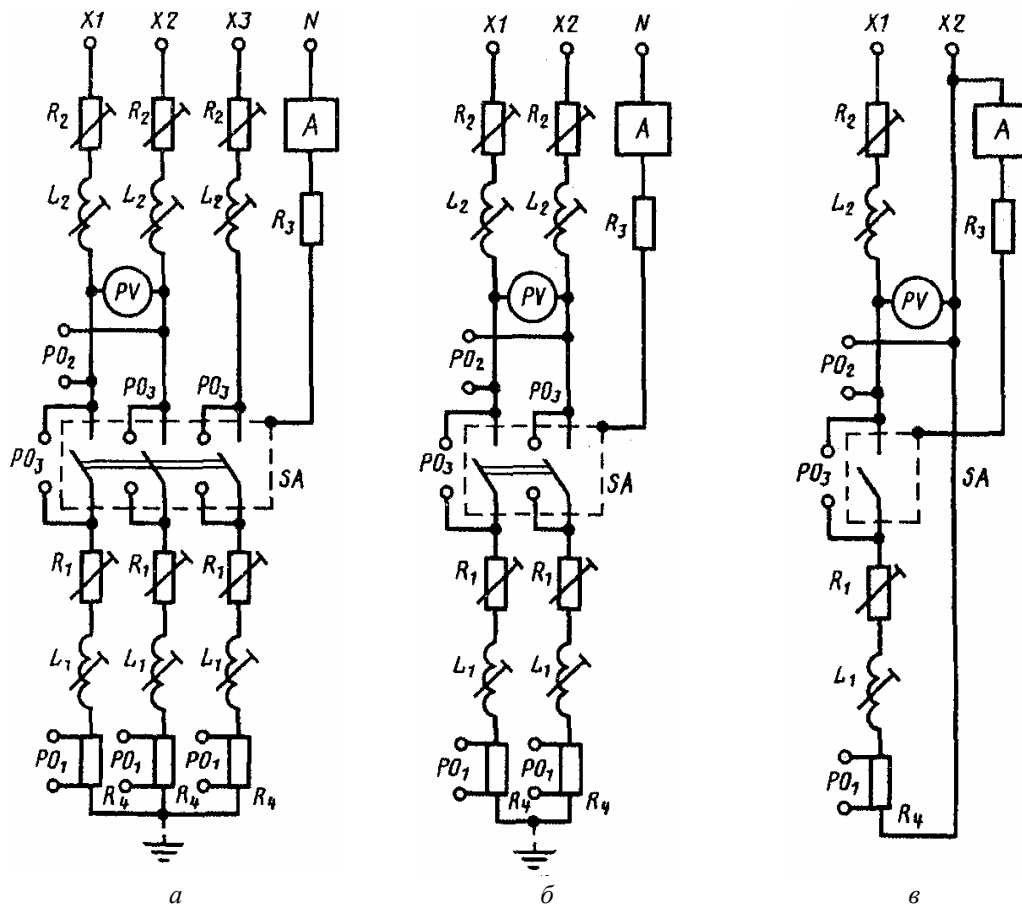 X1 X2 X3 N
R₂ R₂ R₂ A
L₂ L₂ L₂ R₃
PV
PO₂
PO₃ PO₃
PO₃ SA
R₁ R₁ R₁
L₁ L₁ L₁
PO₁ PO₁ PO₁
R₄ R₄ R₄
а
X1 X2 N
R₂ R₂ A
L₂ L₂ R₃
PV
PO₂
PO₃
PO₃ SA
R₁ R₁
L₁ L₁
PO₁ PO₁
R₄ R₄
б
X1 X2
R₂ A
L₂ R₃
PV
PO₂
PO₃ SA
R₁
L₁
PO₁
R₄
в